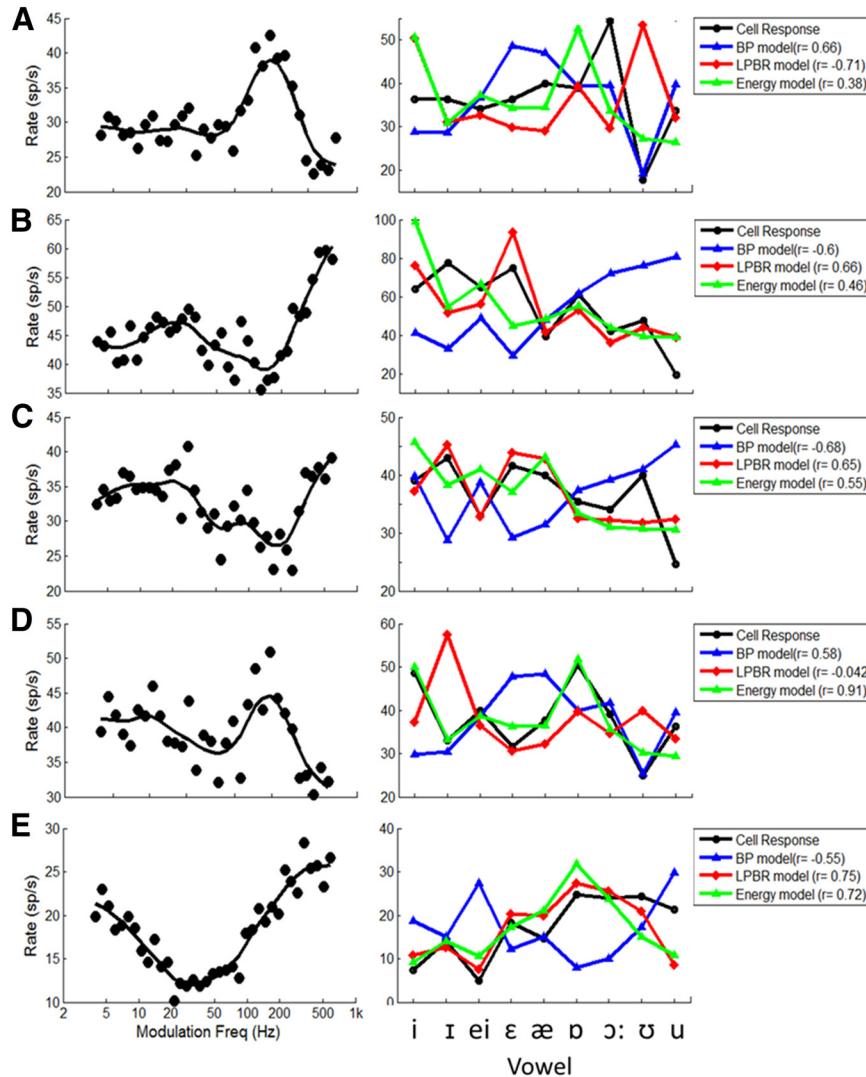 A
Rate (sp/s)
45
40
35
30
25
20
50
40
30
20
Cell Response
BP model(r= 0.66)
LPBR model(r= -0.71)
Energy model (r= 0.38)
B
Rate (sp/s)
65
60
55
50
45
40
35
100
80
60
40
20
Cell Response
BP model(r= -0.6)
LPBR model (r= 0.66)
Energy model (r= 0.46)
C
Rate (sp/s)
45
40
35
30
25
20
50
40
30
20
20
Cell Response
BP model(r= -0.68)
LPBR model (r= 0.65)
Energy model (r= 0.55)
D
Rate (sp/s)
55
50
45
40
35
30
60
50
40
30
20
Cell Response
BP model (r= 0.58)
LPBR model (r= -0.042
Energy model (r= 0.91)
E
Rate (sp/s)
30
25
20
15
10
40
30
20
10
0
Cell Response
BP model(r= -0.55)
LPBR model (r= 0.75)
Energy model (r= 0.72)
2 5 10 20 50 100 200 500 1k
Modulation Freq (Hz)
i ɪ ei ɛ æ ɒ ɔ: ʊ u
Vowel